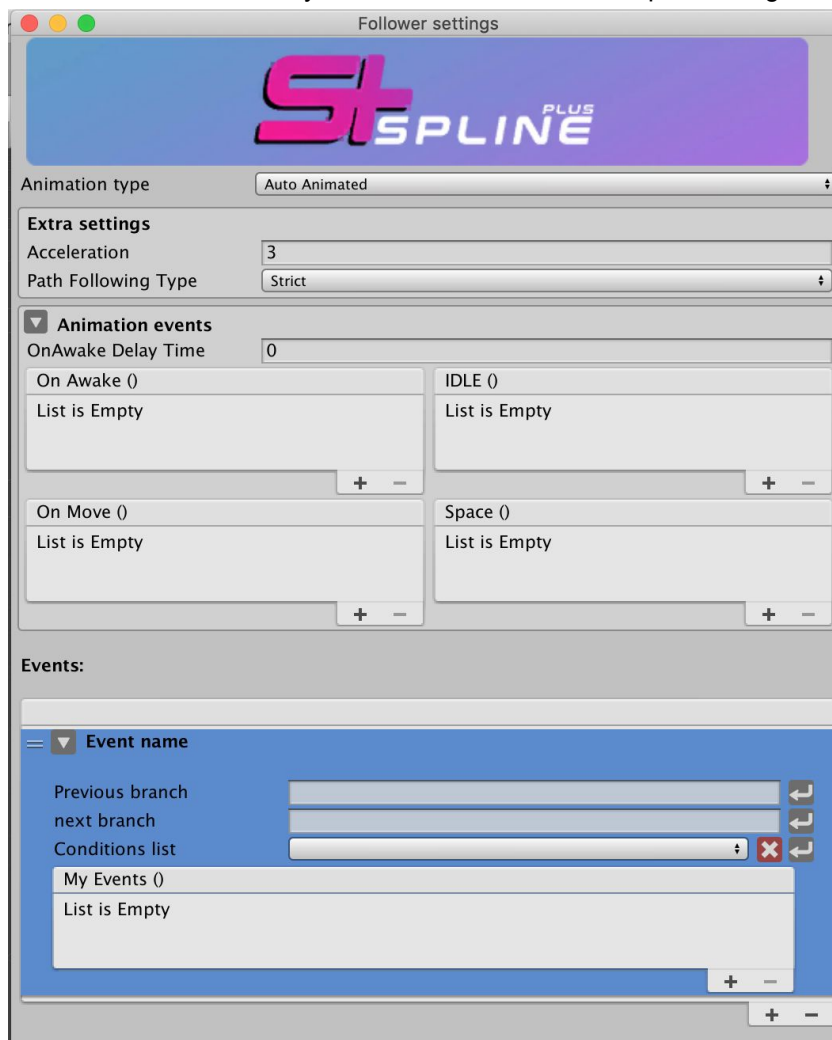 Follower settings
S+ SPLINE PLUS
Animation type Auto Animated
Extra settings
Acceleration 3
Path Following Type Strict
Animation events
OnAwake Delay Time 0
On Awake () IDLE ()
List is Empty List is Empty
+ − + −
On Move () Space ()
List is Empty List is Empty
+ − + −
Events:
Event name
Previous branch
next branch
Conditions list
My Events ()
List is Empty
+ −
+ −